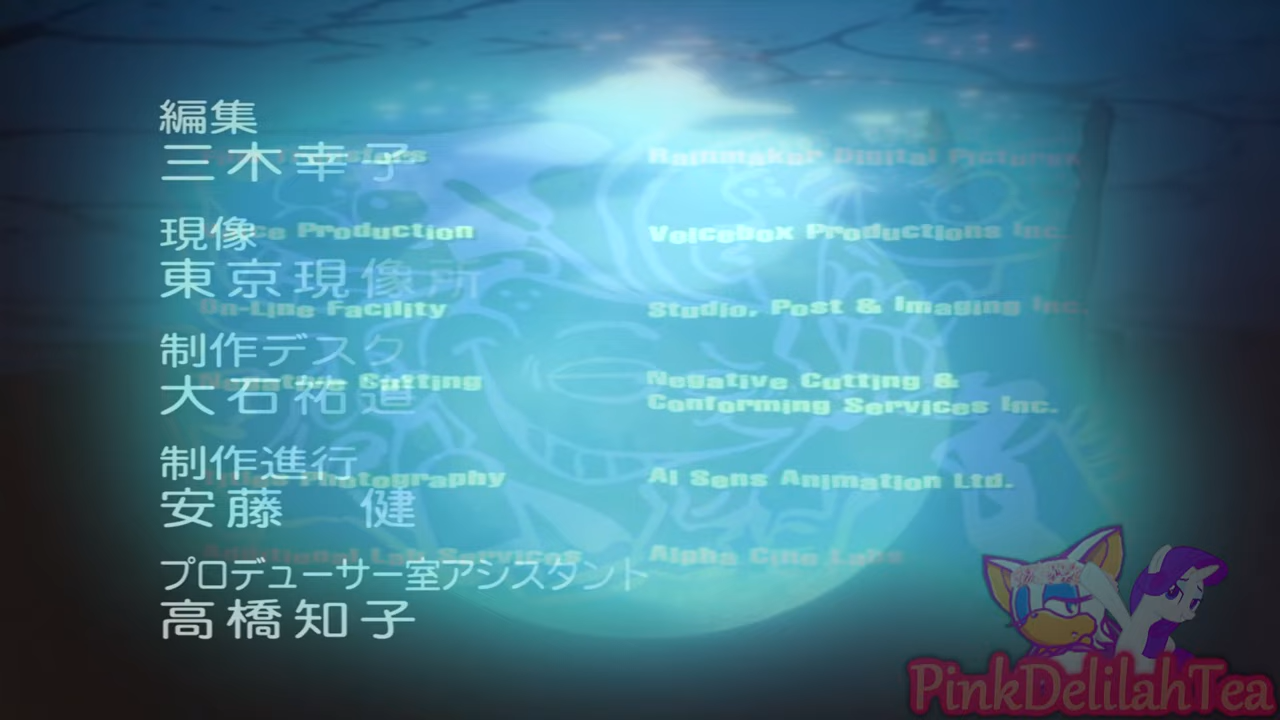 編集
三木幸子
現像
東京現像所
制作デスク
大石祐道
制作進行
安藤 健
プロデューサー室アシスタント
高橋知子
Rainmaker Digital Pictures
Production
Voicebox Productions Inc.
On-Line Facility
Studio, Post & Imaging Inc.
Negative Cutting &
Conforming Services Inc.
Photography
Al Sens Animation Ltd.
Additional Lab Services
Alpha Cine Labs
PinkDelilahTea